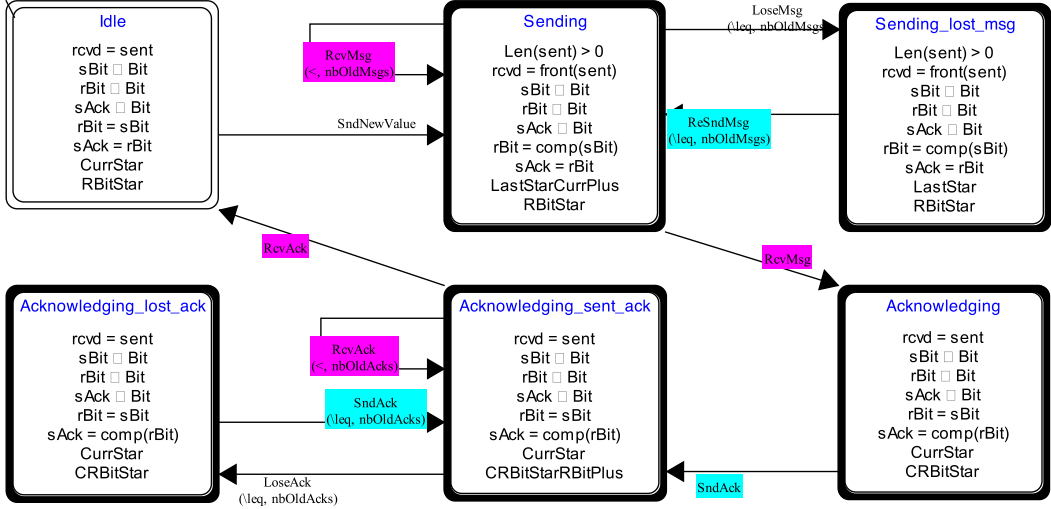 Idle
rcvd = sent
sBit □ Bit
rBit □ Bit
sAck □ Bit
rBit = sBit
sAck = rBit
CurrStar
RBitStar
RcvMsg
(<, nbOldMsgs)
SndNewValue
Sending
Len(sent) > 0
rcvd = front(sent)
sBit □ Bit
rBit □ Bit
sAck □ Bit
rBit = comp(sBit)
sAck = rBit
LastStarCurrPlus
RBitStar
LoseMsg
(\leq, nbOldMsgs
ReSndMsg
(\leq, nbOldMsgs)
Sending_lost_msg
Len(sent) > 0
rcvd = front(sent)
sBit □ Bit
rBit □ Bit
sAck □ Bit
rBit = comp(sBit)
sAck = rBit
LastStar
RBitStar
RcvAck
RcvMsg
Acknowledging_lost_ack
rcvd = sent
sBit □ Bit
rBit □ Bit
sAck □ Bit
rBit = sBit
sAck = comp(rBit)
CurrStar
CRBitStar
RcvAck
(<, nbOldAcks)
SndAck
(\leq, nbOldAcks)
LoseAck
(\leq, nbOldAcks)
Acknowledging_sent_ack
rcvd = sent
sBit □ Bit
rBit □ Bit
sAck □ Bit
rBit = sBit
sAck = comp(rBit)
CurrStar
CRBitStarRBitPlus
SndAck
Acknowledging
rcvd = sent
sBit □ Bit
rBit □ Bit
sAck □ Bit
rBit = sBit
sAck = comp(rBit)
CurrStar
CRBitStar